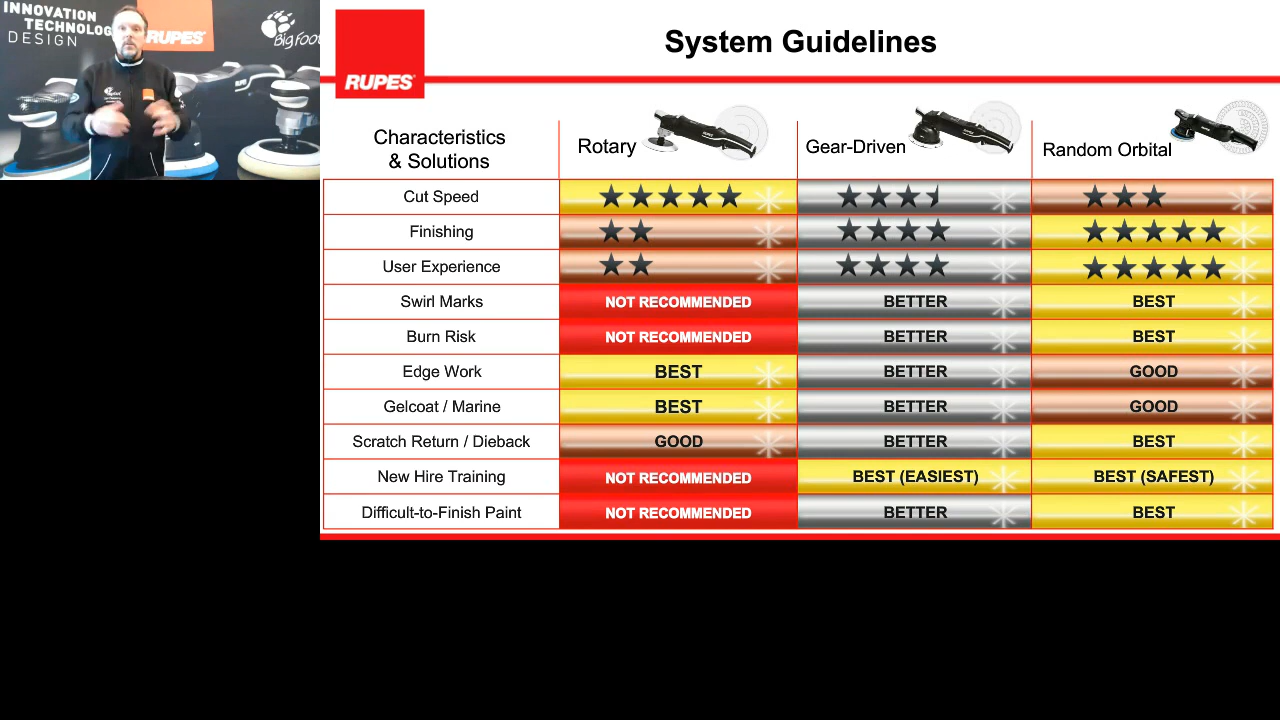 INNOVATION
TECHNOLOG
DESIGN
RUPES
BigFoot
RUPES
System Guidelines
Characteristics
& Solutions
Rotary
Gear-Driven
Random Orbital
Cut Speed
Finishing
User Experience
Swirl Marks NOT RECOMMENDED BETTER BEST
Burn Risk NOT RECOMMENDED BETTER BEST
Edge Work BEST BETTER GOOD
Gelcoat / Marine BEST BETTER GOOD
Scratch Return / Dieback GOOD BETTER BEST
New Hire Training NOT RECOMMENDED BEST (EASIEST) BEST (SAFEST)
Difficult-to-Finish Paint NOT RECOMMENDED BETTER BEST